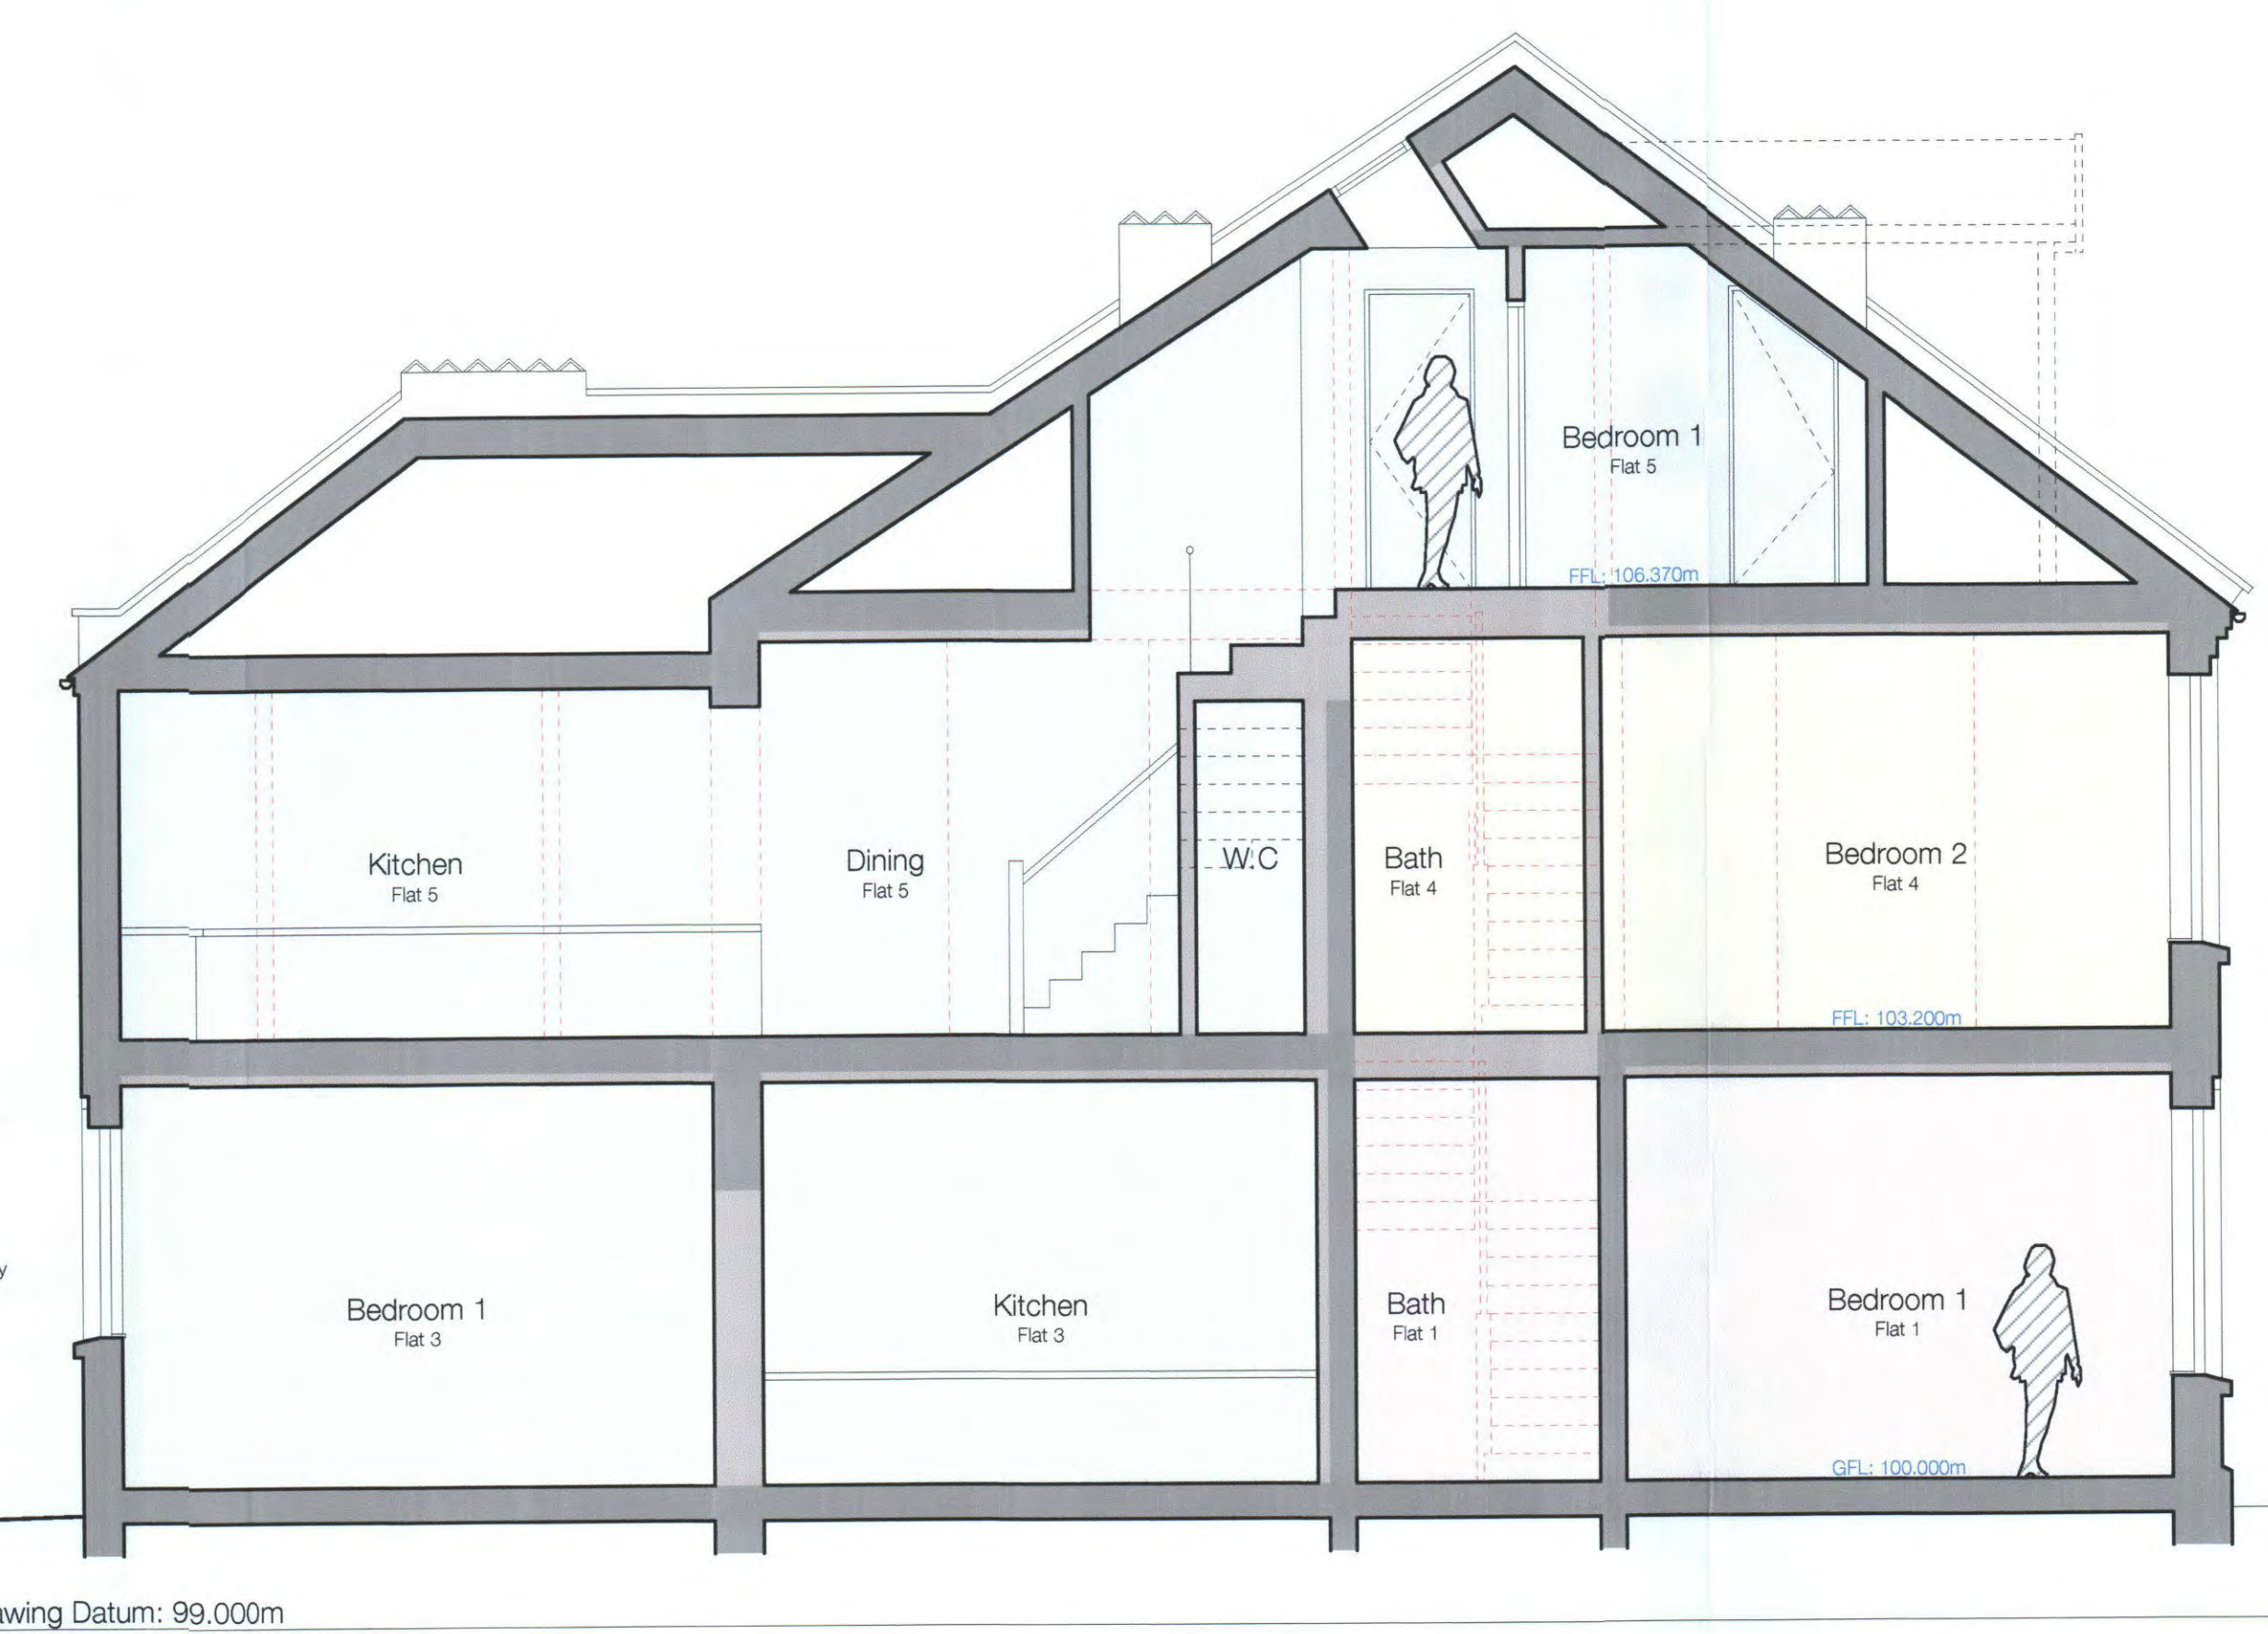 Bedroom 1
Flat 5
FFL: 106.370m
Kitchen
Flat 5
Dining
Flat 5
W.C
Bath
Flat 4
Bedroom 2
Flat 4
FFL: 103.200m
Bedroom 1
Flat 3
Kitchen
Flat 3
Bath
Flat 1
Bedroom 1
Flat 1
GFL: 100.000m
y
awing Datum: 99.000m